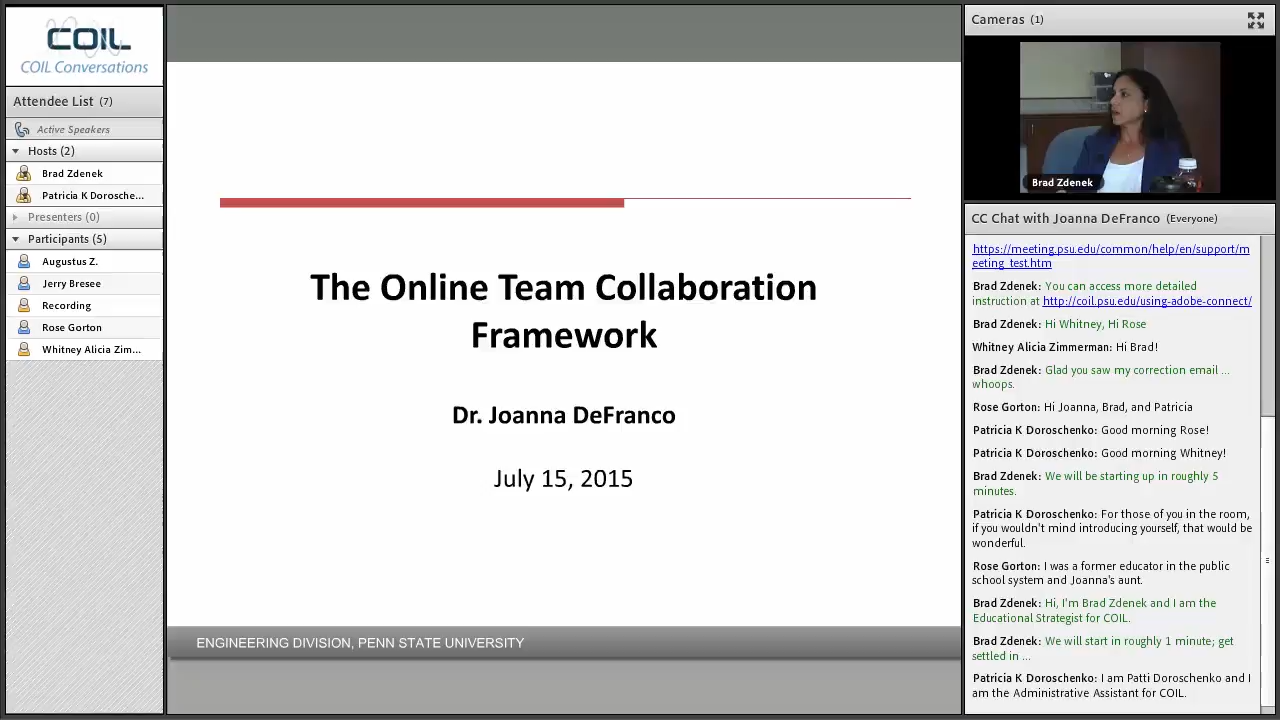 COIL
COIL Conversations
Attendee List (7)
Active Speakers
Hosts (2)
Brad Zdenek
Patricia K Dorosche...
Presenters (0)
Participants (5)
Augustus Z.
Jerry Bresee
Recording
Rose Gorton
Whitney Alicia Zim...
The Online Team Collaboration
Framework
Dr. Joanna DeFranco
July 15, 2015
ENGINEERING DIVISION, PENN STATE UNIVERSITY
Cameras (1)
Brad Zdenek
CC Chat with Joanna DeFranco (Everyone)
https://meeting.psu.edu/common/help/en/support/m
eeting_test.htm
Brad Zdenek: You can access more detailed
instruction at http://coil.psu.edu/using-adobe-connect/
Brad Zdenek: Hi Whitney, Hi Rose
Whitney Alicia Zimmerman: Hi Brad!
Brad Zdenek: Glad you saw my correction email ...
whoops.
Rose Gorton: Hi Joanna, Brad, and Patricia
Patricia K Doroschenko: Good morning Rose!
Patricia K Doroschenko: Good morning Whitney!
Brad Zdenek: We will be starting up in roughly 5
minutes.
Patricia K Doroschenko: For those of you in the room,
if you wouldn't mind introducing yourself, that would be
wonderful.
Rose Gorton: I was a former educator in the public
school system and Joanna's aunt.
Brad Zdenek: Hi, I'm Brad Zdenek and I am the
Educational Strategist for COIL.
Brad Zdenek: We will start in roughly 1 minute; get
settled in ...
Patricia K Doroschenko: I am Patti Doroschenko and I
am the Administrative Assistant for COIL.